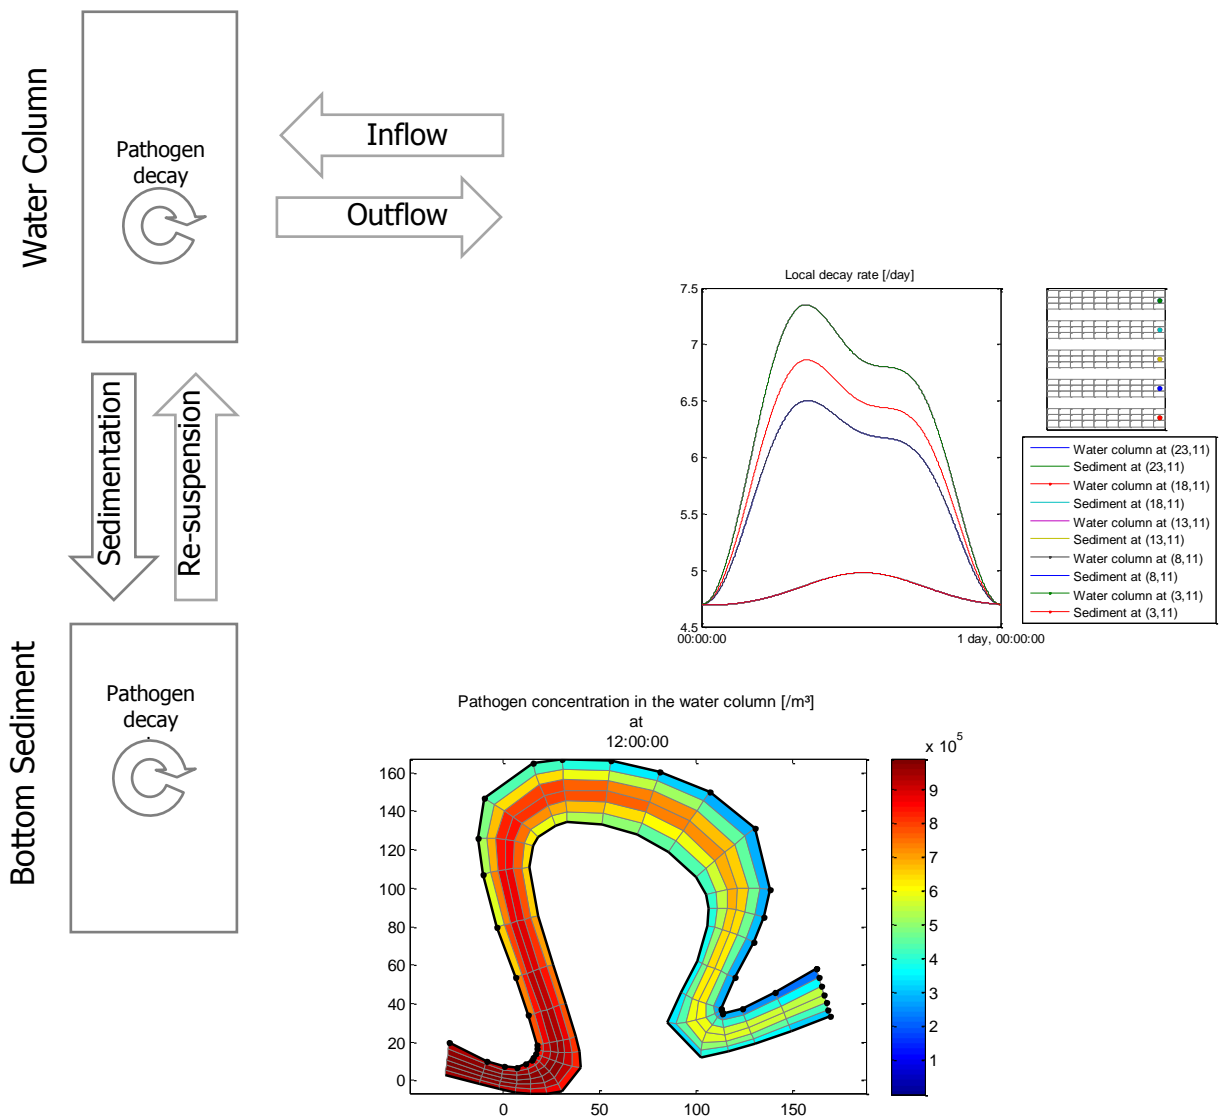 Water Column
Pathogen
decay
Inflow
Outflow
Sedimentation
Re-suspension
Bottom Sediment
Pathogen
decay
Local decay rate [/day]
7.5
7
6.5
6
5.5
5
4.5
00:00:00
1 day, 00:00:00
Water column at (23,11)
Sediment at (23,11)
Water column at (18,11)
Sediment at (18,11)
Water column at (13,11)
Sediment at (13,11)
Water column at (8,11)
Sediment at (8,11)
Water column at (3,11)
Sediment at (3,11)
Pathogen concentration in the water column [/m³]
at
12:00:00
160
140
120
100
80
60
40
20
0
0
50
100
150
x 10⁵
9
8
7
6
5
4
3
2
1